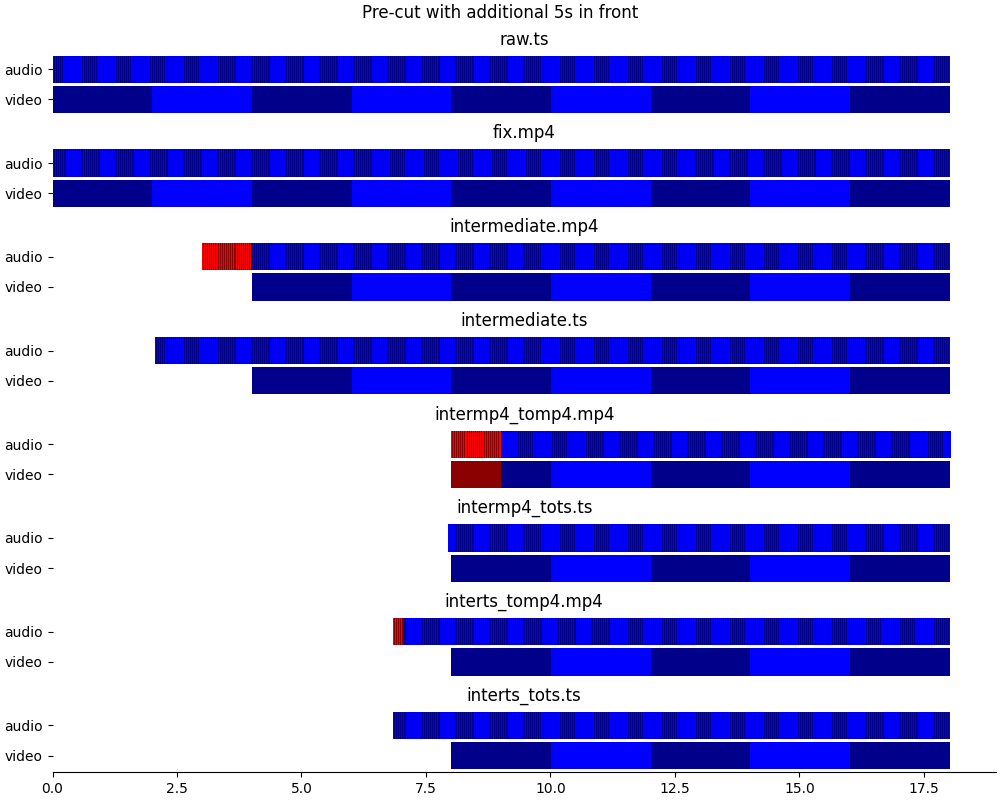 Pre-cut with additional 5s in front
raw.ts
audio
video
fix.mp4
audio
video
intermediate.mp4
audio
video
intermediate.ts
audio
video
intermp4_tomp4.mp4
audio
video
intermp4_tots.ts
audio
video
interts_tomp4.mp4
audio
video
interts_tots.ts
audio
video
0.0 2.5 5.0 7.5 10.0 12.5 15.0 17.5